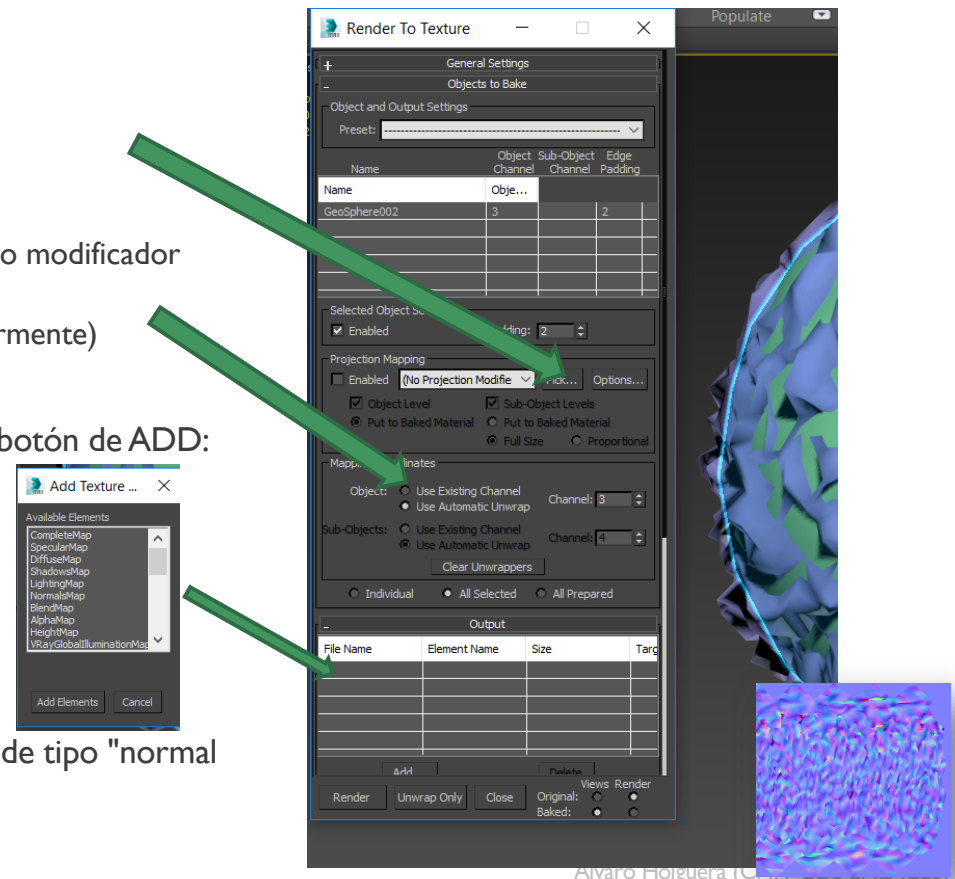 Populate
Render To Texture
+ General Settings
- Objects to Bake
Object and Output Settings
Preset:
Name Object Channel Sub-Object Channel Edge Padding
Name Obje...
GeoSphere002 3 2
o modificador
rmente)
botón de ADD:
Selected Object
Enabled 2
Projection Mapping
Enabled (No Projection Modifie Options...
Object Level Sub-Object Levels
Put to Baked Material Put to Baked Material
Full Size Proportional
Object: Use Existing Channel Channel: 3
Use Automatic Unwrap
Sub-Objects: Use Existing Channel Channel: 4
Use Automatic Unwrap
Clear Unwrappers
Individual All Selected All Prepared
Add Texture ...
Available Elements
CompleteMap
SpecularMap
DiffuseMap
ShadowsMap
LightingMap
NormalsMap
BlendMap
AlphaMap
HeightMap
VRayGlobalIlluminationMap
Add Elements Cancel
- Output
File Name Element Name Size Targ
de tipo "normal
Add Delete
Views Render
Render Unwrap Only Close Original:
Baked:
Alvaro Holguera